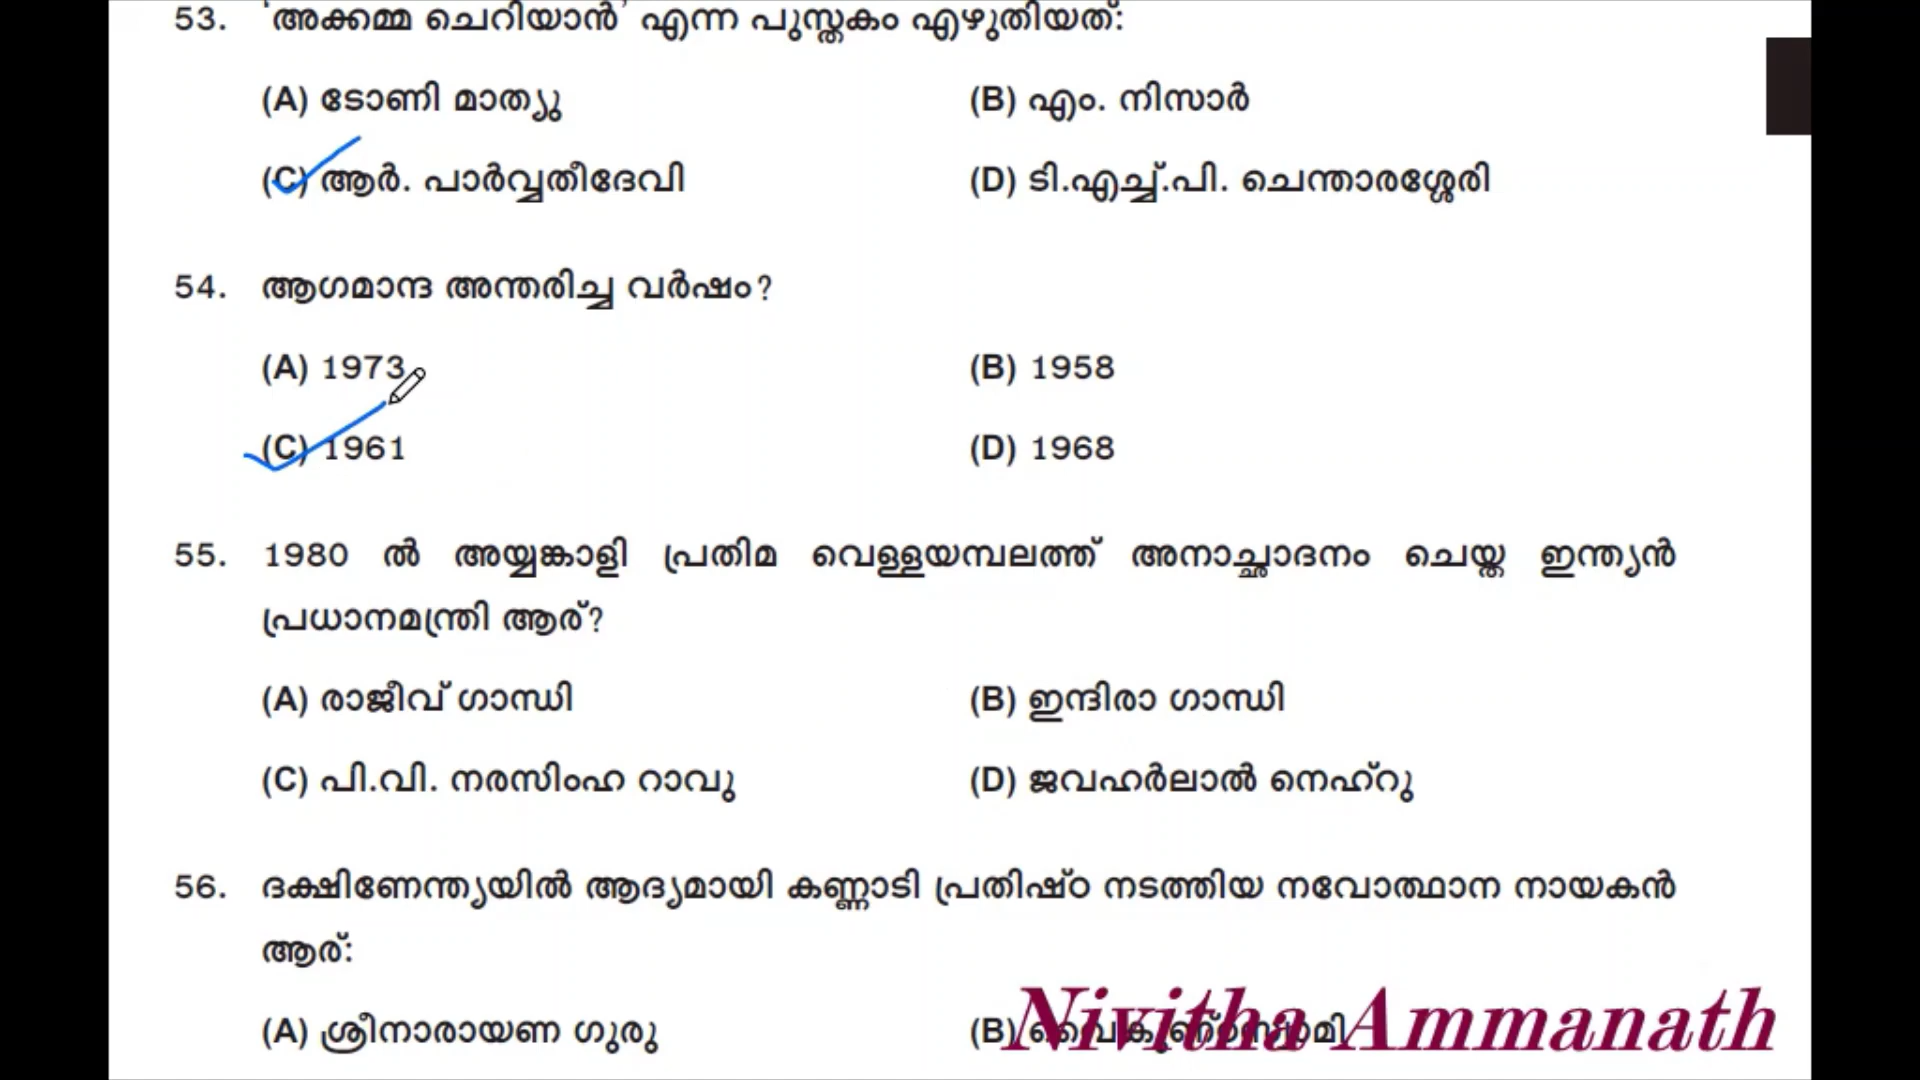 53. 'അക്കമ്മ ചെറിയാൻ' എന്ന പുസ്തകം എഴുതിയത്:
(A) ടോണി മാത്യു (B) എം. നിസാർ
(C) ആർ. പാർവ്വതീദേവി (D) ടി.എച്ച്.പി. ചെന്താരശ്ശേരി
54. ആഗമാനന്ദ അന്തരിച്ച വർഷം?
(A) 1973 (B) 1958
(C) 1961 (D) 1968
55. 1980 ൽ അയ്യങ്കാളി പ്രതിമ വെള്ളയമ്പലത്ത് അനാച്ഛാദനം ചെയ്ത ഇന്ത്യൻ
പ്രധാനമന്ത്രി ആര്?
(A) രാജീവ് ഗാന്ധി (B) ഇന്ദിരാ ഗാന്ധി
(C) പി.വി. നരസിംഹ റാവു (D) ജവഹർലാൽ നെഹ്റു
56. ദക്ഷിണേന്ത്യയിൽ ആദ്യമായി കണ്ണാടി പ്രതിഷ്ഠ നടത്തിയ നവോത്ഥാന നായകൻ
ആര്:
(A) ശ്രീനാരായണ ഗുരു (B) വൈകുണ്ഠസ്വാമി
Nivitha Ammanath